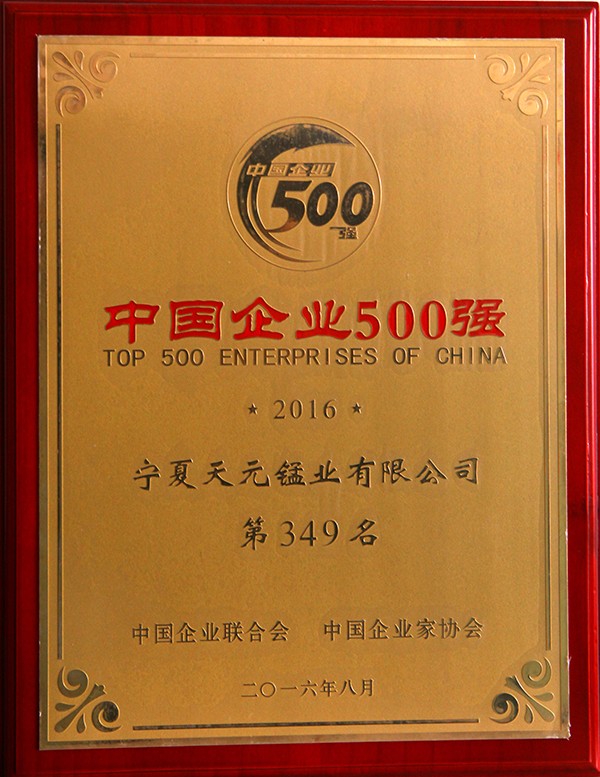 中国企业
500
强
中国企业500强
TOP 500 ENTERPRISES OF CHINA
★ 2016 ★
宁夏天元锰业有限公司
第349名
中国企业联合会 中国企业家协会
二〇一六年八月